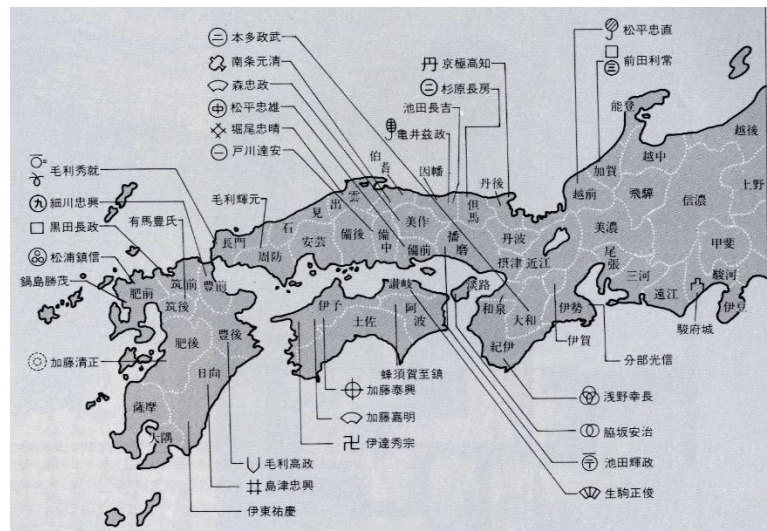 本多政武
南条元清
森忠政
松平忠雄
堀尾忠晴
戸川達安
京極高知
杉原長房
池田長吉
亀井茲政
松平忠直
前田利常
毛利秀就
細川忠興
黒田長政
松浦鎮信
鍋島勝茂
加藤清正
有馬豊氏
毛利輝元
能登
越後
加賀
越中
上野
越前
飛騨
信濃
伯耆
因幡
但馬
丹後
出雲
石見
美作
播磨
丹波
美濃
甲斐
長門
周防
安芸
備後
備中
備前
摂津
近江
尾張
三河
遠江
駿河
伊豆
駿府城
筑前
豊前
肥前
筑後
豊後
肥後
日向
薩摩
大隅
讃岐
伊予
土佐
阿波
淡路
和泉
大和
伊勢
紀伊
伊賀
分部光信
蜂須賀至鎮
加藤泰興
加藤嘉明
伊達秀宗
毛利高政
島津忠興
伊東祐慶
浅野幸長
脇坂安治
池田輝政
生駒正俊